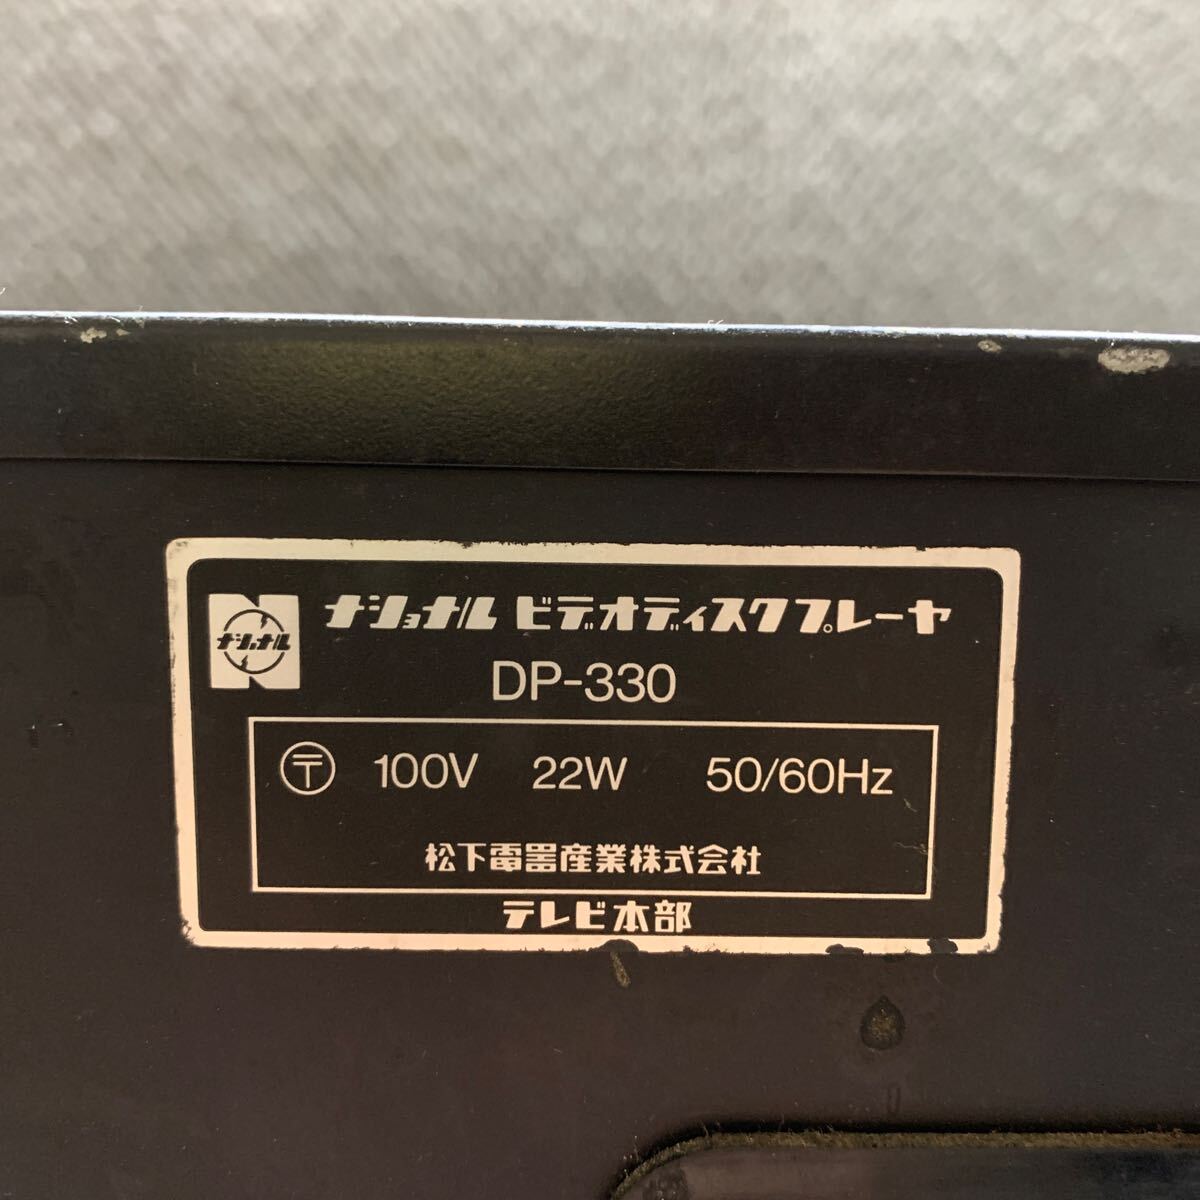 ナショナル
ナショナル ビデオディスクプレーヤ
DP-330
〒 100V 22W 50/60Hz
松下電器産業株式会社
テレビ本部